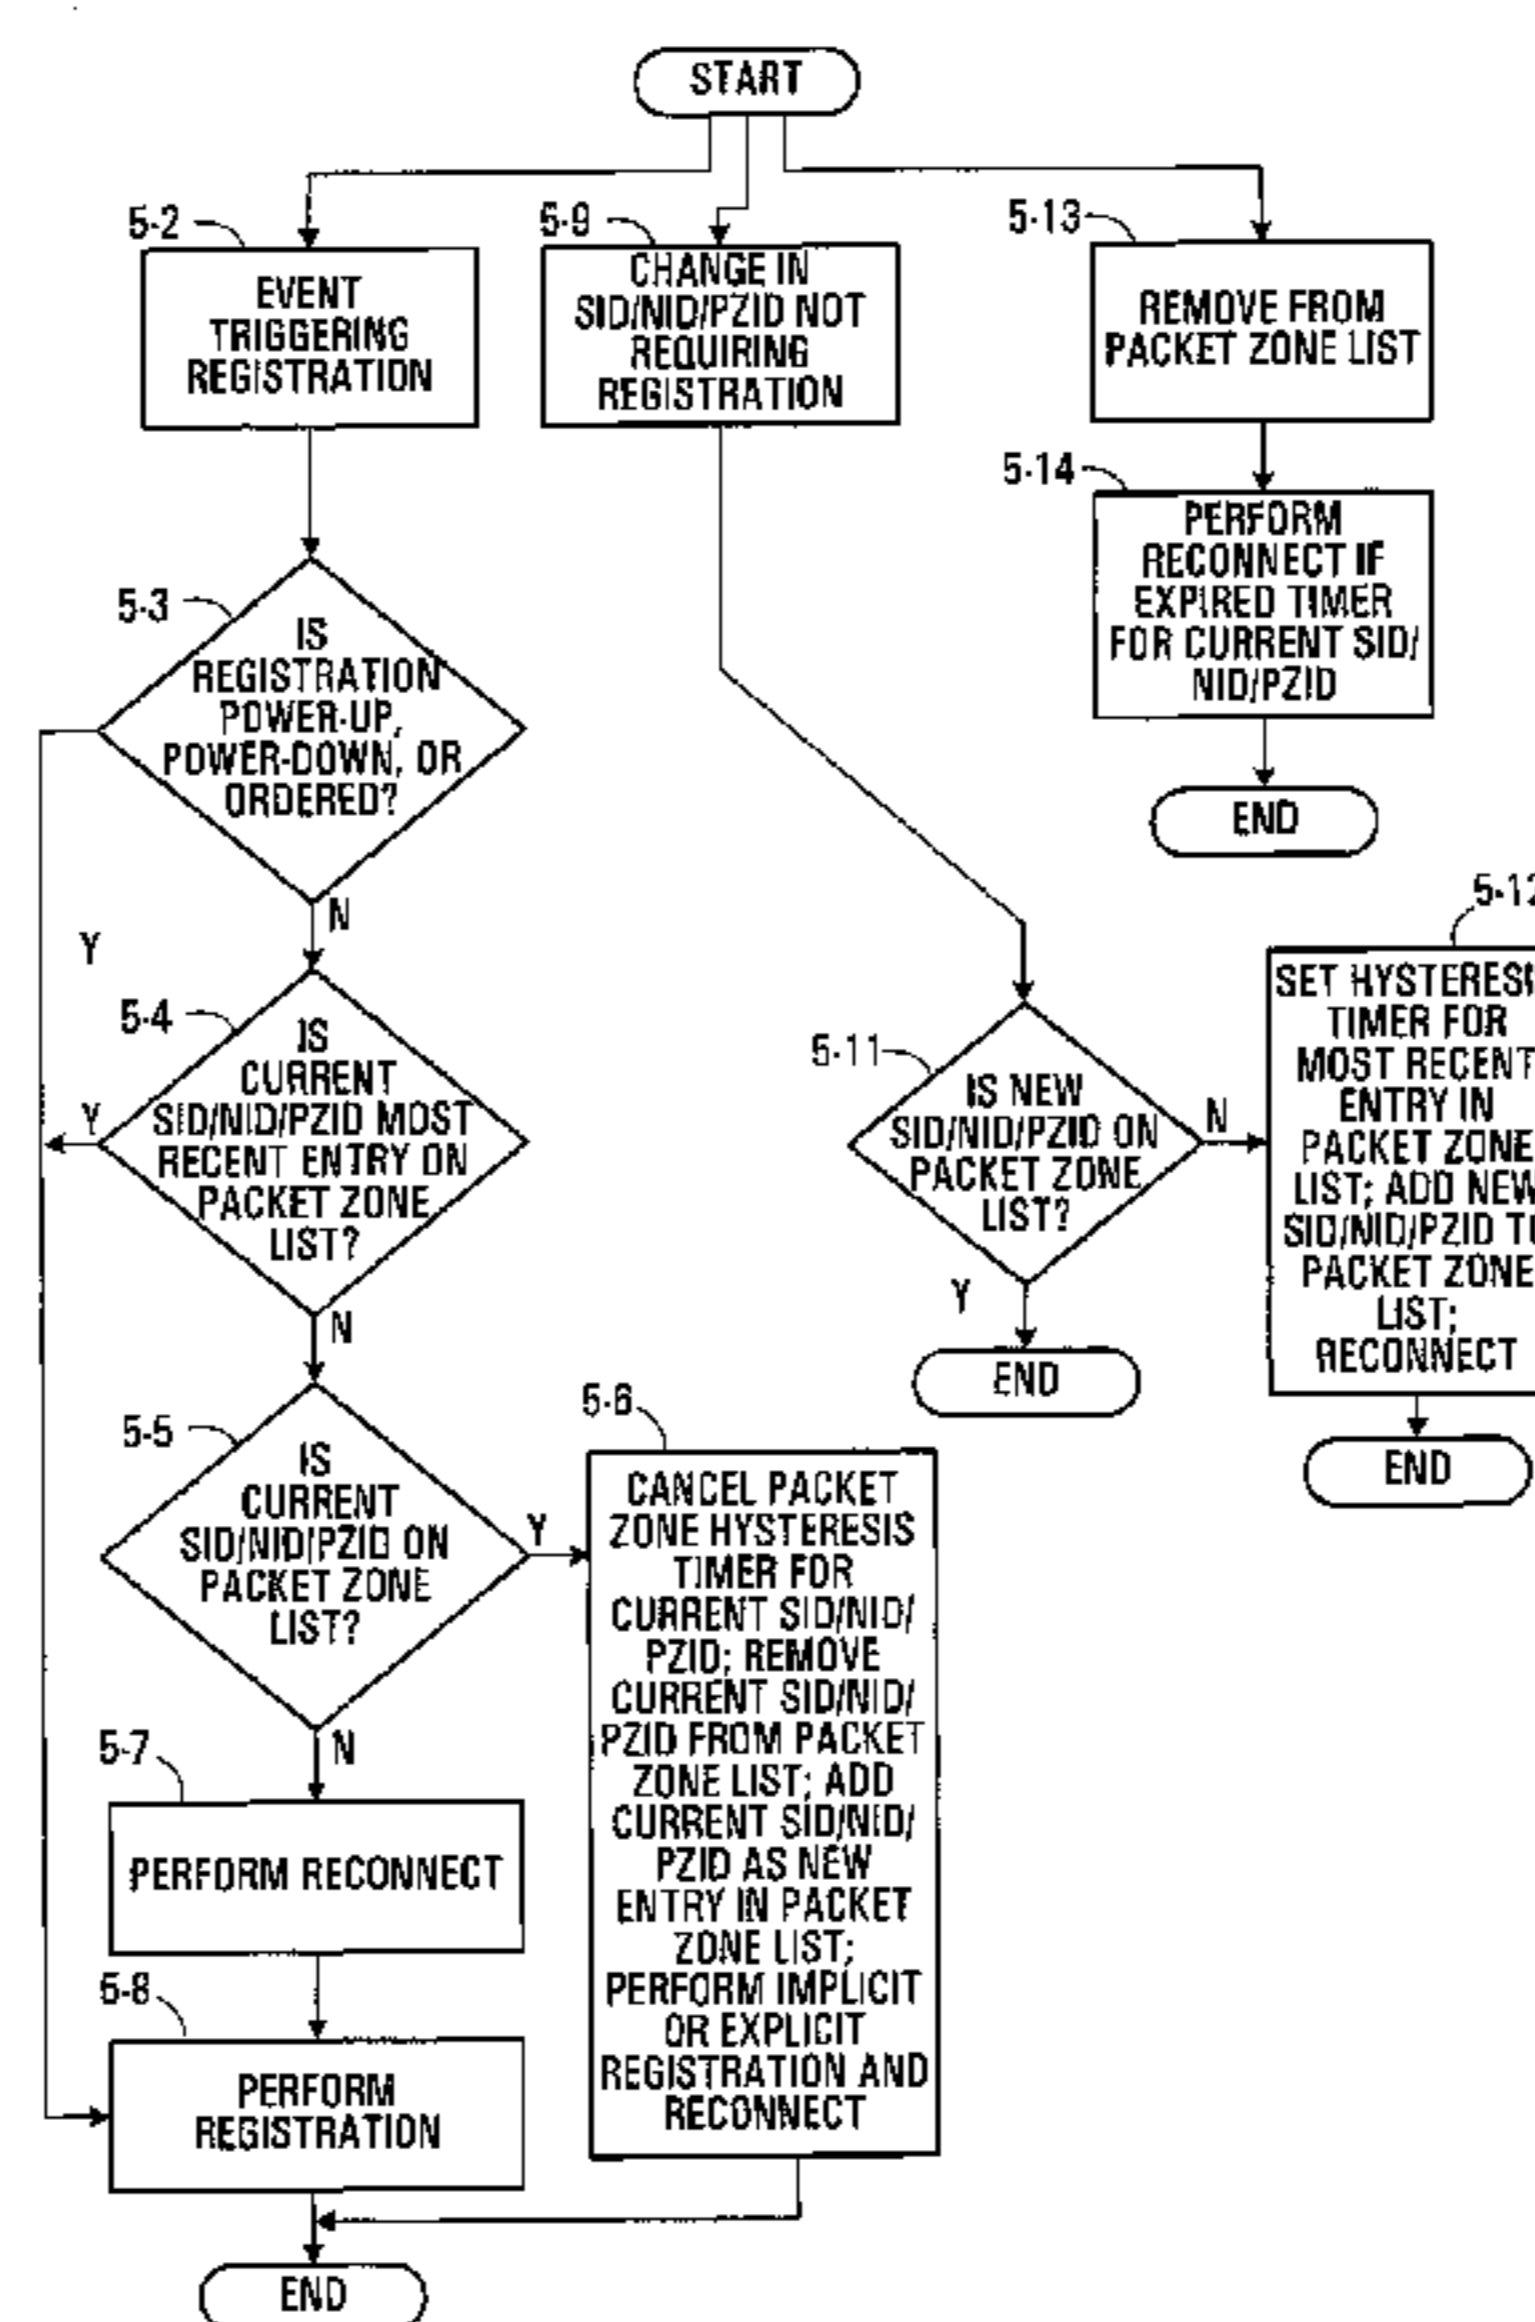 START
5-2
EVENT
TRIGGERING
REGISTRATION
5-9
CHANGE IN
SID/NID/PZID NOT
REQUIRING
REGISTRATION
5-13
REMOVE FROM
PACKET ZONE LIST
5-14
PERFORM
RECONNECT IF
EXPIRED TIMER
FOR CURRENT SID/
NID/PZID
END
5-3
IS
REGISTRATION
POWER-UP,
POWER-DOWN, OR
ORDERED?
N
Y
5-4
IS
CURRENT
SID/NID/PZID MOST
RECENT ENTRY ON
PACKET ZONE
LIST?
Y
N
5-11
IS NEW
SID/NID/PZID ON
PACKET ZONE
LIST?
N
Y
END
5-12
SET
TIMER FOR
MOST RECENT
ENTRY IN
PACKET ZONE
LIST; ADD NEW
SID/NID/PZID TO
PACKET ZONE
LIST;
RECONNECT
END
5-5
IS
CURRENT
SID/NID/PZID ON
PACKET ZONE
LIST?
Y
N
5-6
CANCEL PACKET
ZONE HYSTERESIS
TIMER FOR
CURRENT SID/NID/
PZID; REMOVE
CURRENT SID/NID/
PZID FROM PACKET
ZONE LIST; ADD
CURRENT SID/NID/
PZID AS NEW
ENTRY IN PACKET
ZONE LIST;
PERFORM IMPLICIT
OR EXPLICIT
REGISTRATION AND
RECONNECT
5-7
PERFORM RECONNECT
5-8
PERFORM
REGISTRATION
END